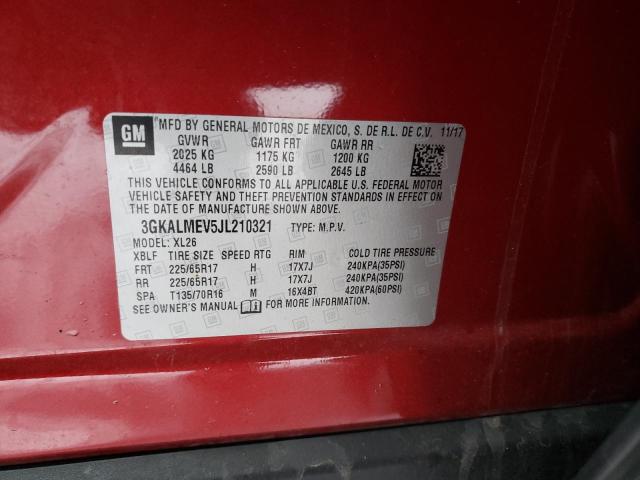 GM
MFD BY GENERAL MOTORS DE MEXICO, S. DE R.L. DE C.V. 11/17
GVWR GAWR FRT GAWR RR
2025 KG 1175 KG 1200 KG
4464 LB 2590 LB 2645 LB
THIS VEHICLE CONFORMS TO ALL APPLICABLE U.S. FEDERAL MOTOR
VEHICLE SAFETY AND THEFT PREVENTION STANDARDS IN EFFECT ON
THE DATE OF MANUFACTURE SHOWN ABOVE.
3GKALMEV5JL210321 TYPE: M.P.V.
MODEL: XL26
XBLF TIRE SIZE SPEED RTG RIM COLD TIRE PRESSURE
FRT 225/65R17 H 17X7J 240KPA(35PSI)
RR 225/65R17 H 17X7J 240KPA(35PSI)
SPA T135/70R16 M 16X4BT 420KPA(60PSI)
SEE OWNER'S MANUAL FOR MORE INFORMATION